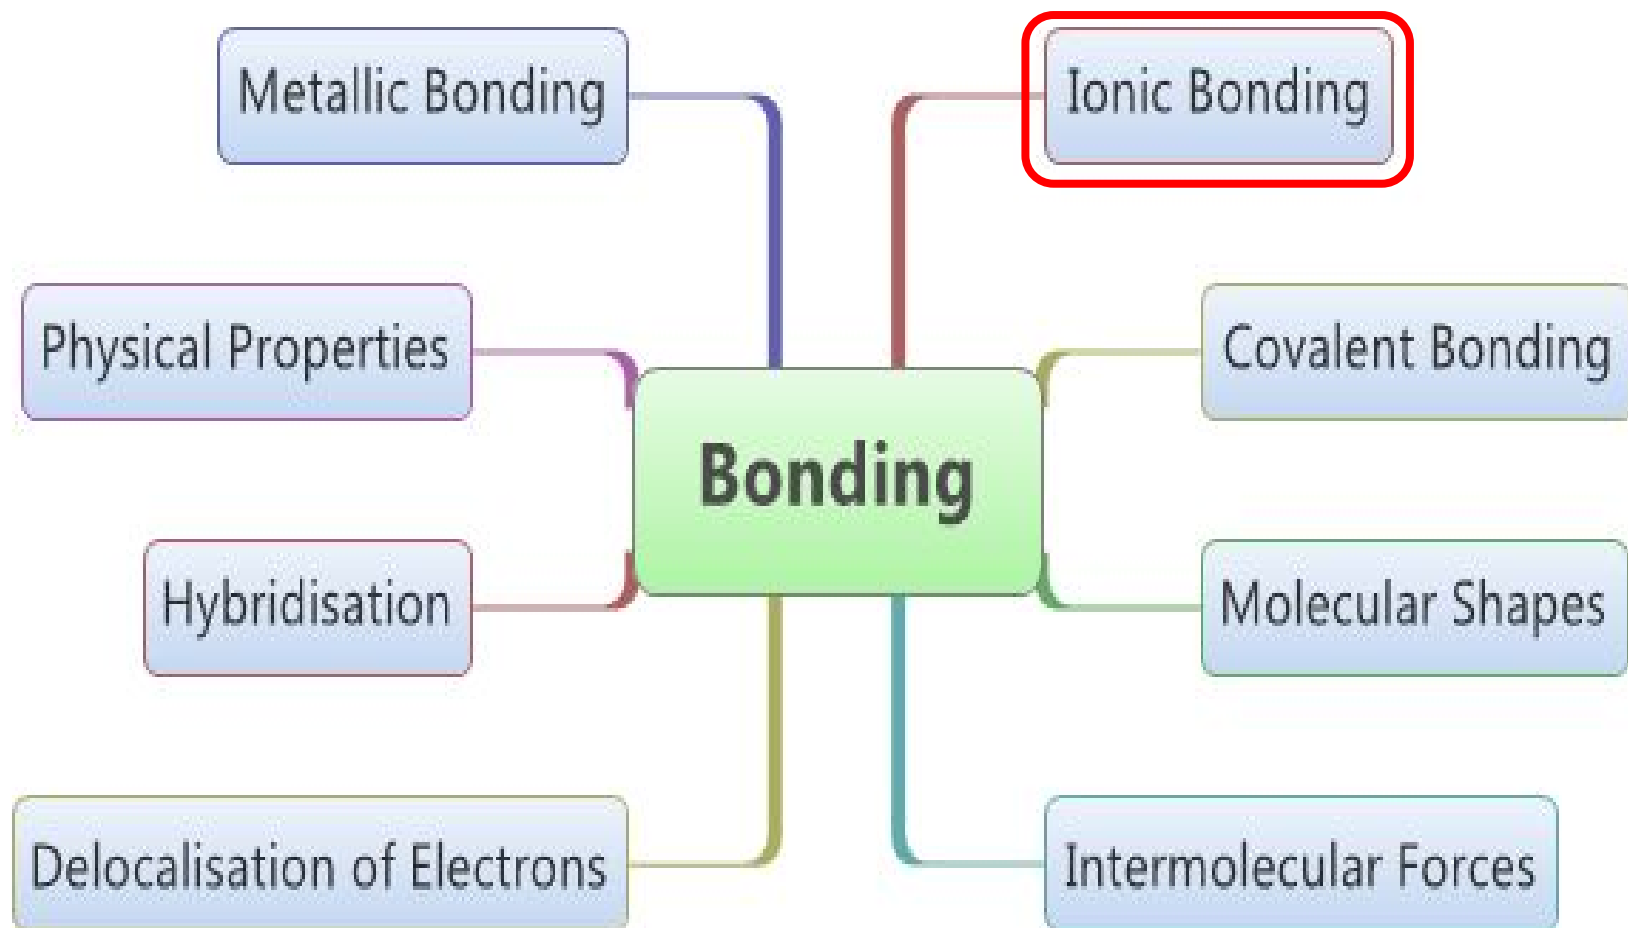 Metallic Bonding
Ionic Bonding
Physical Properties
Covalent Bonding
Bonding
Hybridisation
Molecular Shapes
Delocalisation of Electrons
Intermolecular Forces